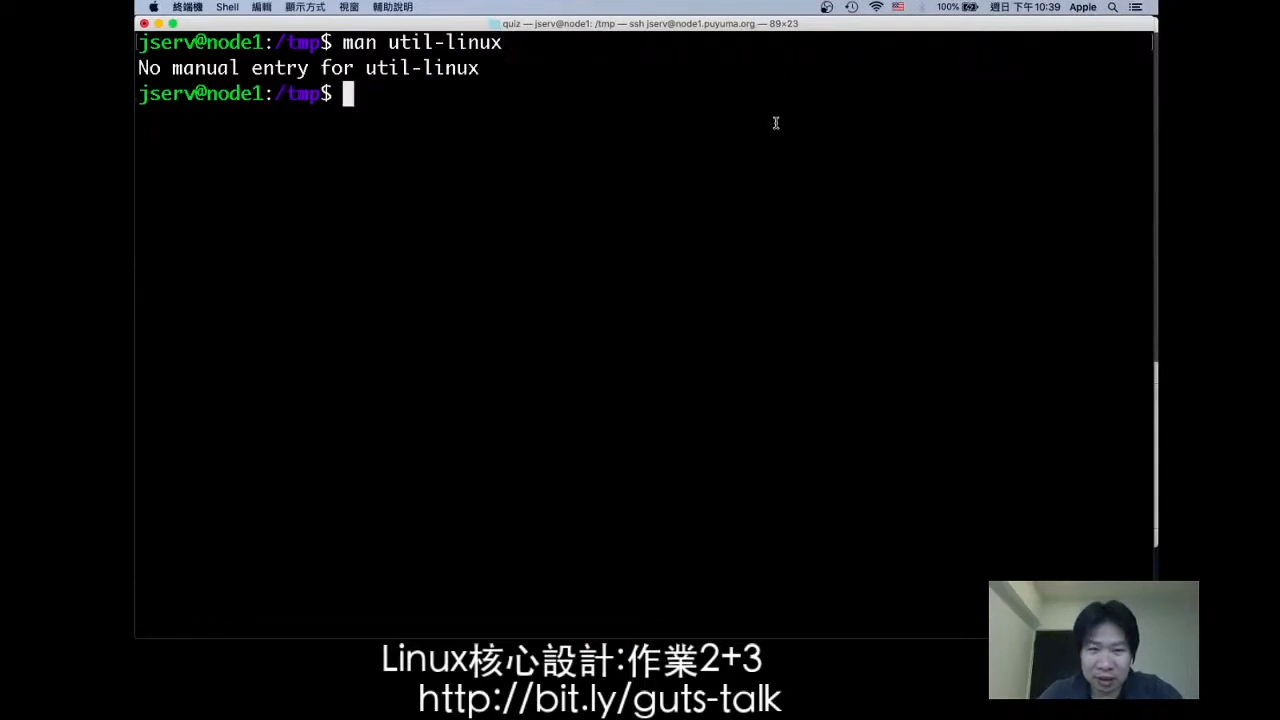 終端機 Shell 編輯 顯示方式 視窗 輔助說明 100% 週日下午10:39 Apple
quiz — jserv@node1: /tmp — ssh jserv@node1.puyuma.org — 89×23
jserv@node1:/tmp$ man util-linux
No manual entry for util-linux
jserv@node1:/tmp$
Linux核心設計:作業2+3
http://bit.ly/guts-talk